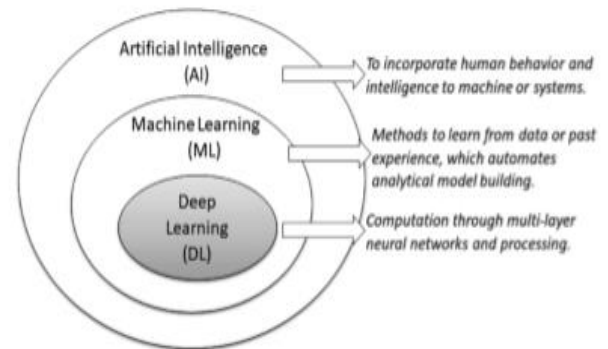 Artificial Intelligence
(AI)
To incorporate human behavior and
intelligence to machine or systems.
Machine Learning
(ML)
Methods to learn from data or past
experience, which automates
analytical model building.
Deep
Learning
(DL)
Computation through multi-layer
neural networks and processing.